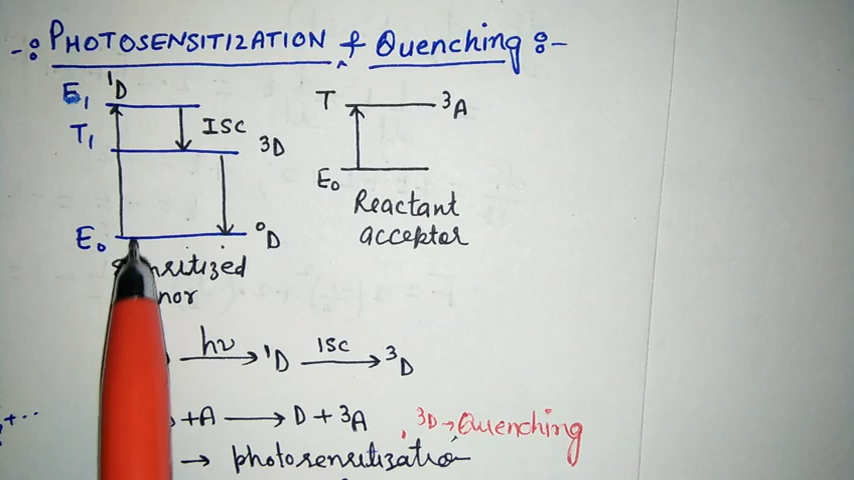 -: PHOTOSENSITIZATION & Quenching :-
E₁ ¹D
ISC
T₁
³D
E₀
⁰D
T ³A
E₀
Reactant
acceptor
hν → ¹D ISC → ³D
+A → D + ³A , ³D→Quenching
→ photosensitization
+··